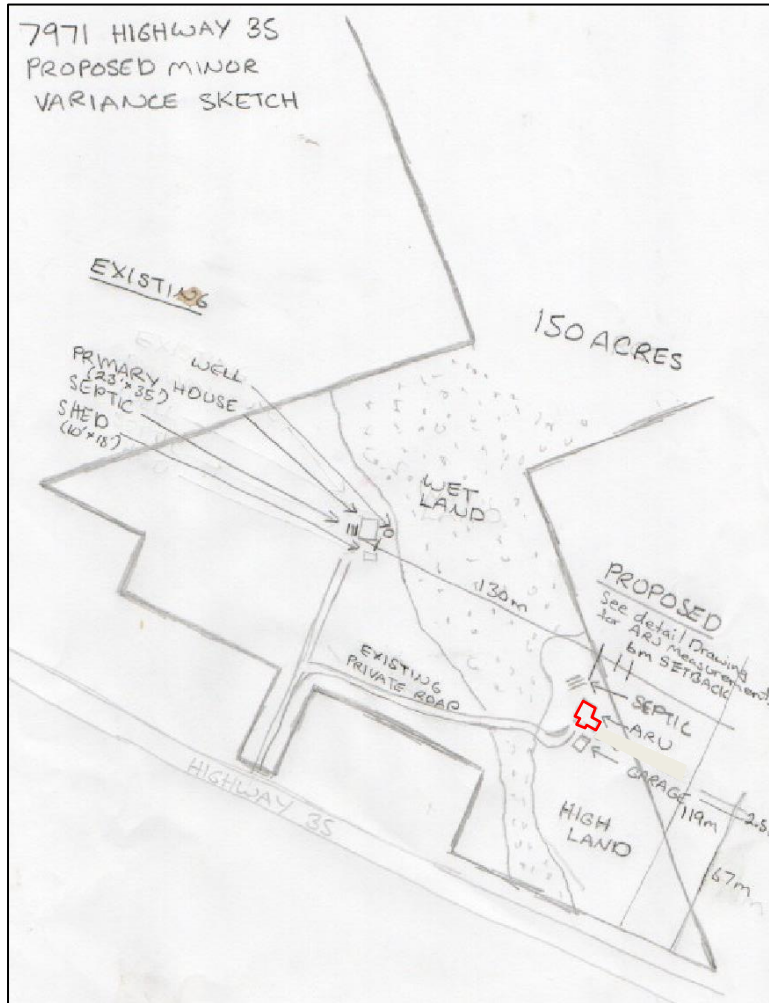 7971 HIGHWAY 35
PROPOSED MINOR
VARIANCE SKETCH
EXISTING
150 ACRES
WELL
PRIMARY HOUSE
(23'x35')
SEPTIC
SHED
(10'x18')
WET
LAND
130m
PROPOSED
See detail Drawing
for ARU Measurements
6m SETBACK
EXISTING
PRIVATE ROAD
SEPTIC
ARU
GARAGE
119m
2.5
HIGH
LAND
67m
HIGHWAY 35